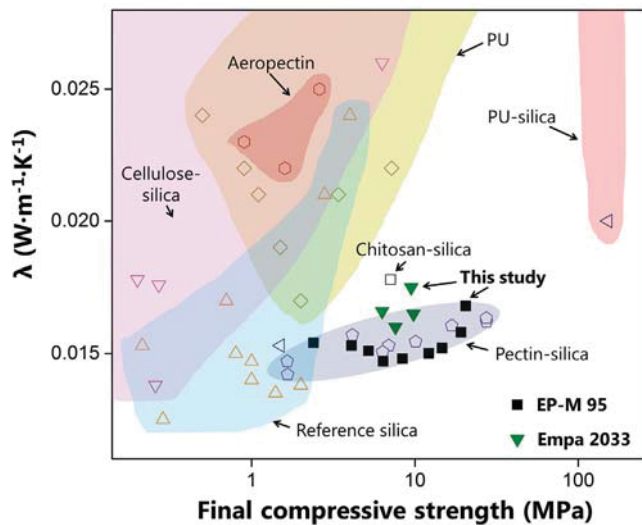 PU
Aeropectin
0.025
PU-silica
Cellulose-
silica
λ (W·m-1·K-1)
0.020
Chitosan-silica
This study
0.015
Pectin-silica
EP-M 95
Reference silica
Empa 2033
1
10
100
Final compressive strength (MPa)